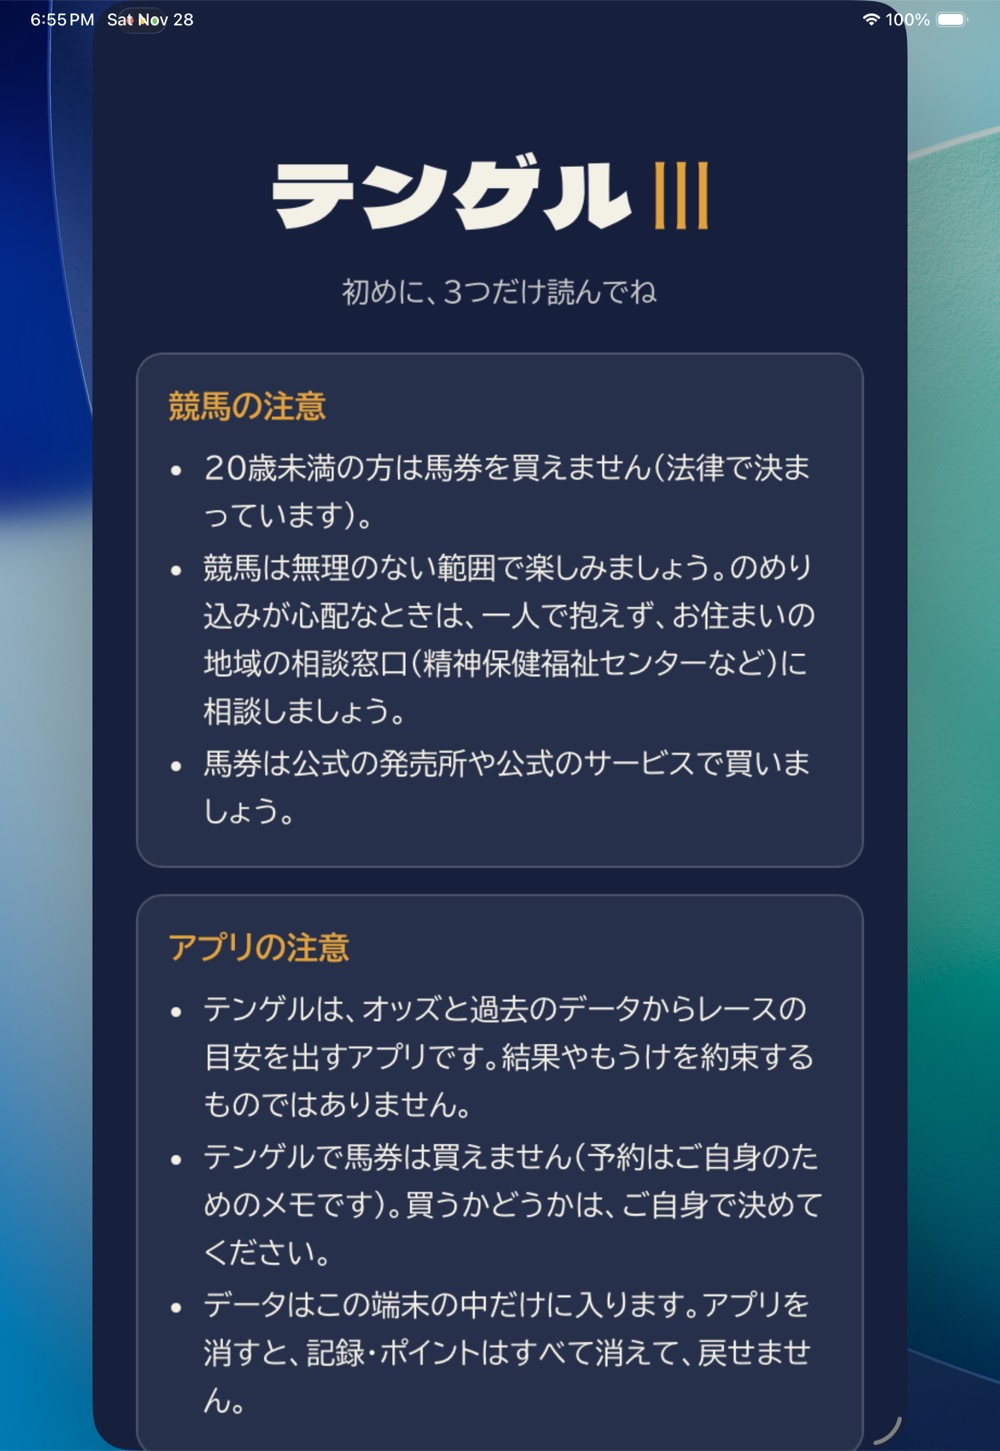 6:55PM Sat Nov 28
100%
テンゲル III
初めに、3つだけ読んでね
競馬の注意
• 20歳未満の方は馬券を買えません(法律で決ま
っています)。
• 競馬は無理のない範囲で楽しみましょう。のめり
込みが心配なときは、一人で抱えず、お住まいの
地域の相談窓口(精神保健福祉センターなど)に
相談しましょう。
• 馬券は公式の発売所や公式のサービスで買いま
しょう。
アプリの注意
• テンゲルは、オッズと過去のデータからレースの
目安を出すアプリです。結果やもうけを約束する
ものではありません。
• テンゲルで馬券は買えません(予約はご自身のた
めのメモです)。買うかどうかは、ご自身で決めて
ください。
• データはこの端末の中だけに入ります。アプリを
消すと、記録・ポイントはすべて消えて、戻せませ
ん。